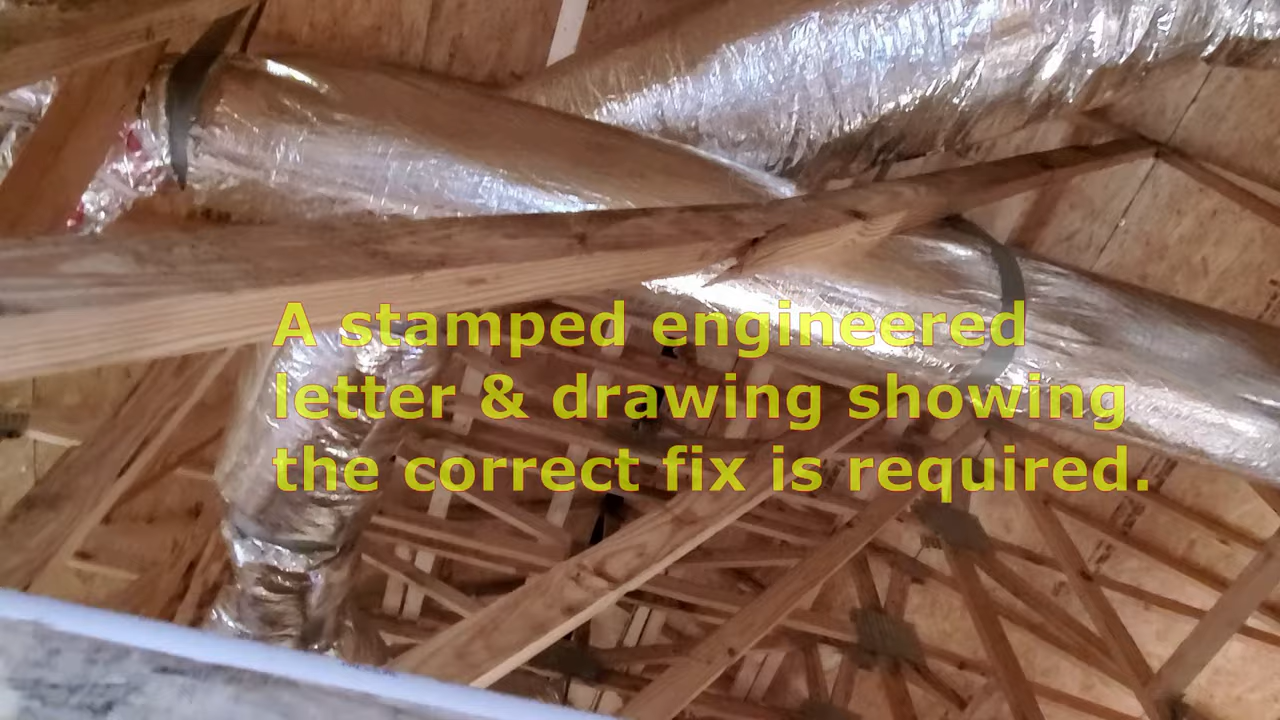 A stamped engineered
letter & drawing showing
the correct fix is required.